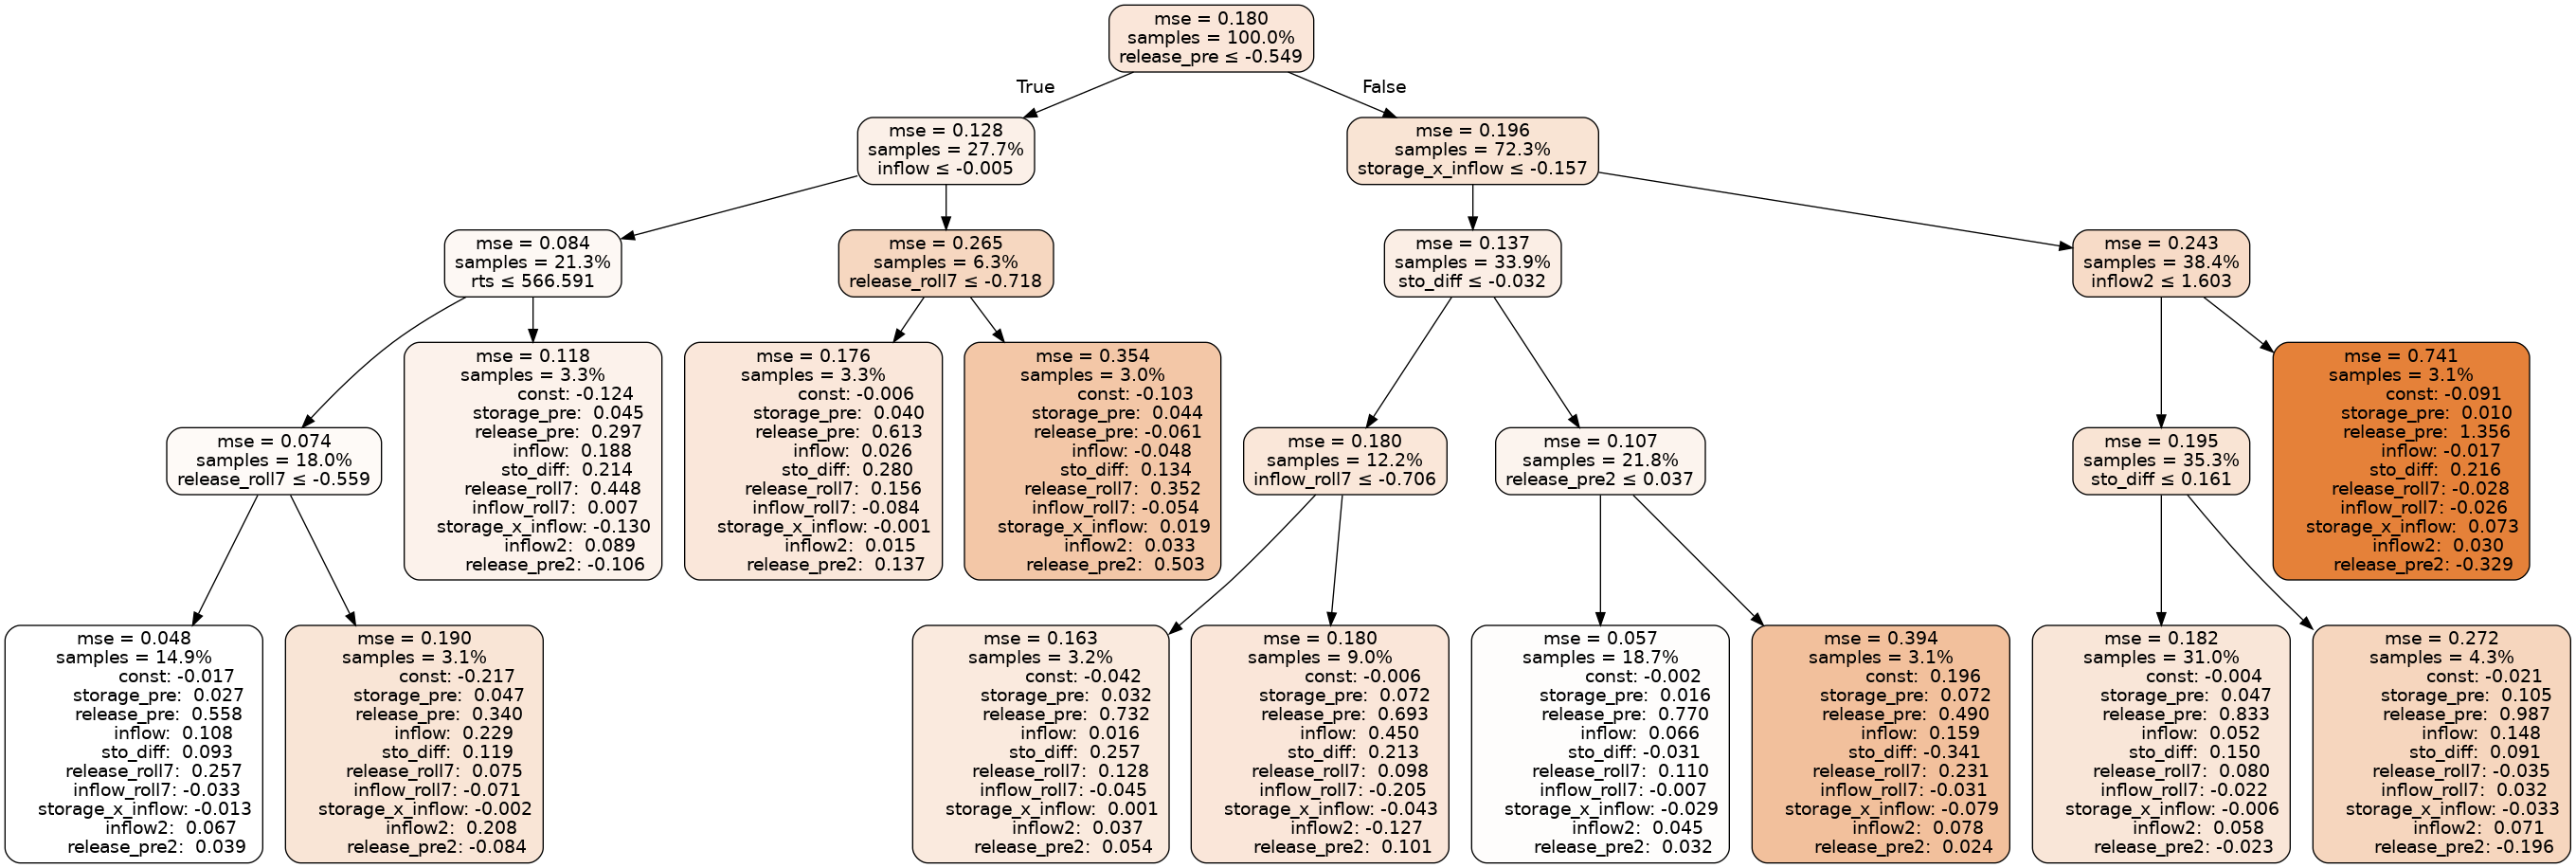 mse = 0.180
samples = 100.0%
release_pre ≤ -0.549
True
False
mse = 0.128
samples = 27.7%
inflow ≤ -0.005
mse = 0.196
samples = 72.3%
storage_x_inflow ≤ -0.157
mse = 0.084
samples = 21.3%
rts ≤ 566.591
mse = 0.265
samples = 6.3%
release_roll7 ≤ -0.718
mse = 0.137
samples = 33.9%
sto_diff ≤ -0.032
mse = 0.243
samples = 38.4%
inflow2 ≤ 1.603
mse = 0.118
samples = 3.3%
const: -0.124
storage_pre: 0.045
release_pre: 0.297
inflow: 0.188
sto_diff: 0.214
release_roll7: 0.448
inflow_roll7: 0.007
storage_x_inflow: -0.130
inflow2: 0.089
release_pre2: -0.106
mse = 0.176
samples = 3.3%
const: -0.006
storage_pre: 0.040
release_pre: 0.613
inflow: 0.026
sto_diff: 0.280
release_roll7: 0.156
inflow_roll7: -0.084
storage_x_inflow: -0.001
inflow2: 0.015
release_pre2: 0.137
mse = 0.354
samples = 3.0%
const: -0.103
storage_pre: 0.044
release_pre: -0.061
inflow: -0.048
sto_diff: 0.134
release_roll7: 0.352
inflow_roll7: -0.054
storage_x_inflow: 0.019
inflow2: 0.033
release_pre2: 0.503
mse = 0.741
samples = 3.1%
const: -0.091
storage_pre: 0.010
release_pre: 1.356
inflow: -0.017
sto_diff: 0.216
release_roll7: -0.028
inflow_roll7: -0.026
storage_x_inflow: 0.073
inflow2: 0.030
release_pre2: -0.329
mse = 0.074
samples = 18.0%
release_roll7 ≤ -0.559
mse = 0.180
samples = 12.2%
inflow_roll7 ≤ -0.706
mse = 0.107
samples = 21.8%
release_pre2 ≤ 0.037
mse = 0.195
samples = 35.3%
sto_diff ≤ 0.161
mse = 0.048
samples = 14.9%
const: -0.017
storage_pre: 0.027
release_pre: 0.558
inflow: 0.108
sto_diff: 0.093
release_roll7: 0.257
inflow_roll7: -0.033
storage_x_inflow: -0.013
inflow2: 0.067
release_pre2: 0.039
mse = 0.190
samples = 3.1%
const: -0.217
storage_pre: 0.047
release_pre: 0.340
inflow: 0.229
sto_diff: 0.119
release_roll7: 0.075
inflow_roll7: -0.071
storage_x_inflow: -0.002
inflow2: 0.208
release_pre2: -0.084
mse = 0.163
samples = 3.2%
const: -0.042
storage_pre: 0.032
release_pre: 0.732
inflow: 0.016
sto_diff: 0.257
release_roll7: 0.128
inflow_roll7: -0.045
storage_x_inflow: 0.001
inflow2: 0.037
release_pre2: 0.054
mse = 0.180
samples = 9.0%
const: -0.006
storage_pre: 0.072
release_pre: 0.693
inflow: 0.450
sto_diff: 0.213
release_roll7: 0.098
inflow_roll7: -0.205
storage_x_inflow: -0.043
inflow2: -0.127
release_pre2: 0.101
mse = 0.057
samples = 18.7%
const: -0.002
storage_pre: 0.016
release_pre: 0.770
inflow: 0.066
sto_diff: -0.031
release_roll7: 0.110
inflow_roll7: -0.007
storage_x_inflow: -0.029
inflow2: 0.045
release_pre2: 0.032
mse = 0.394
samples = 3.1%
const: 0.196
storage_pre: 0.072
release_pre: 0.490
inflow: 0.159
sto_diff: -0.341
release_roll7: 0.231
inflow_roll7: -0.031
storage_x_inflow: -0.079
inflow2: 0.078
release_pre2: 0.024
mse = 0.182
samples = 31.0%
const: -0.004
storage_pre: 0.047
release_pre: 0.833
inflow: 0.052
sto_diff: 0.150
release_roll7: 0.080
inflow_roll7: -0.022
storage_x_inflow: -0.006
inflow2: 0.058
release_pre2: -0.023
mse = 0.272
samples = 4.3%
const: -0.021
storage_pre: 0.105
release_pre: 0.987
inflow: 0.148
sto_diff: 0.091
release_roll7: -0.035
inflow_roll7: 0.032
storage_x_inflow: -0.033
inflow2: 0.071
release_pre2: -0.196